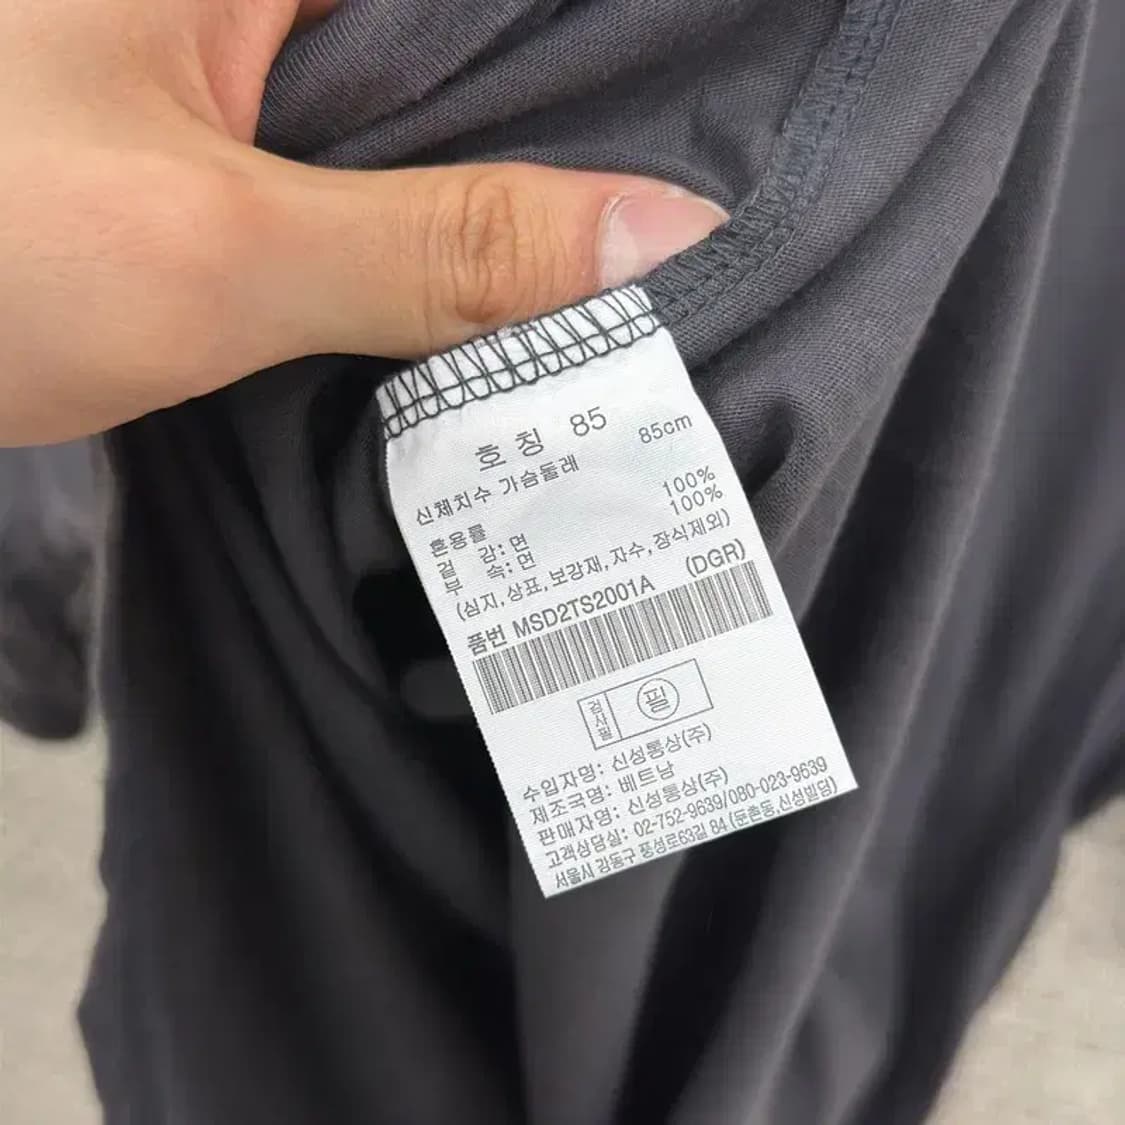 호칭 85
신체치수 가슴둘레 85cm
혼용률
겉감: 면 100%
부속: 면 100%
(심지, 상표, 보강재, 자수, 장식제외)
품번 MSD2TS2001A (DGR)
검사필 필
수입자명: 신성통상(주)
제조국명: 베트남
판매자명: 신성통상(주)
고객상담실: 02-752-9639/080-023-9639
서울시 강동구 풍성로63길 84 (둔촌동,신성빌딩)